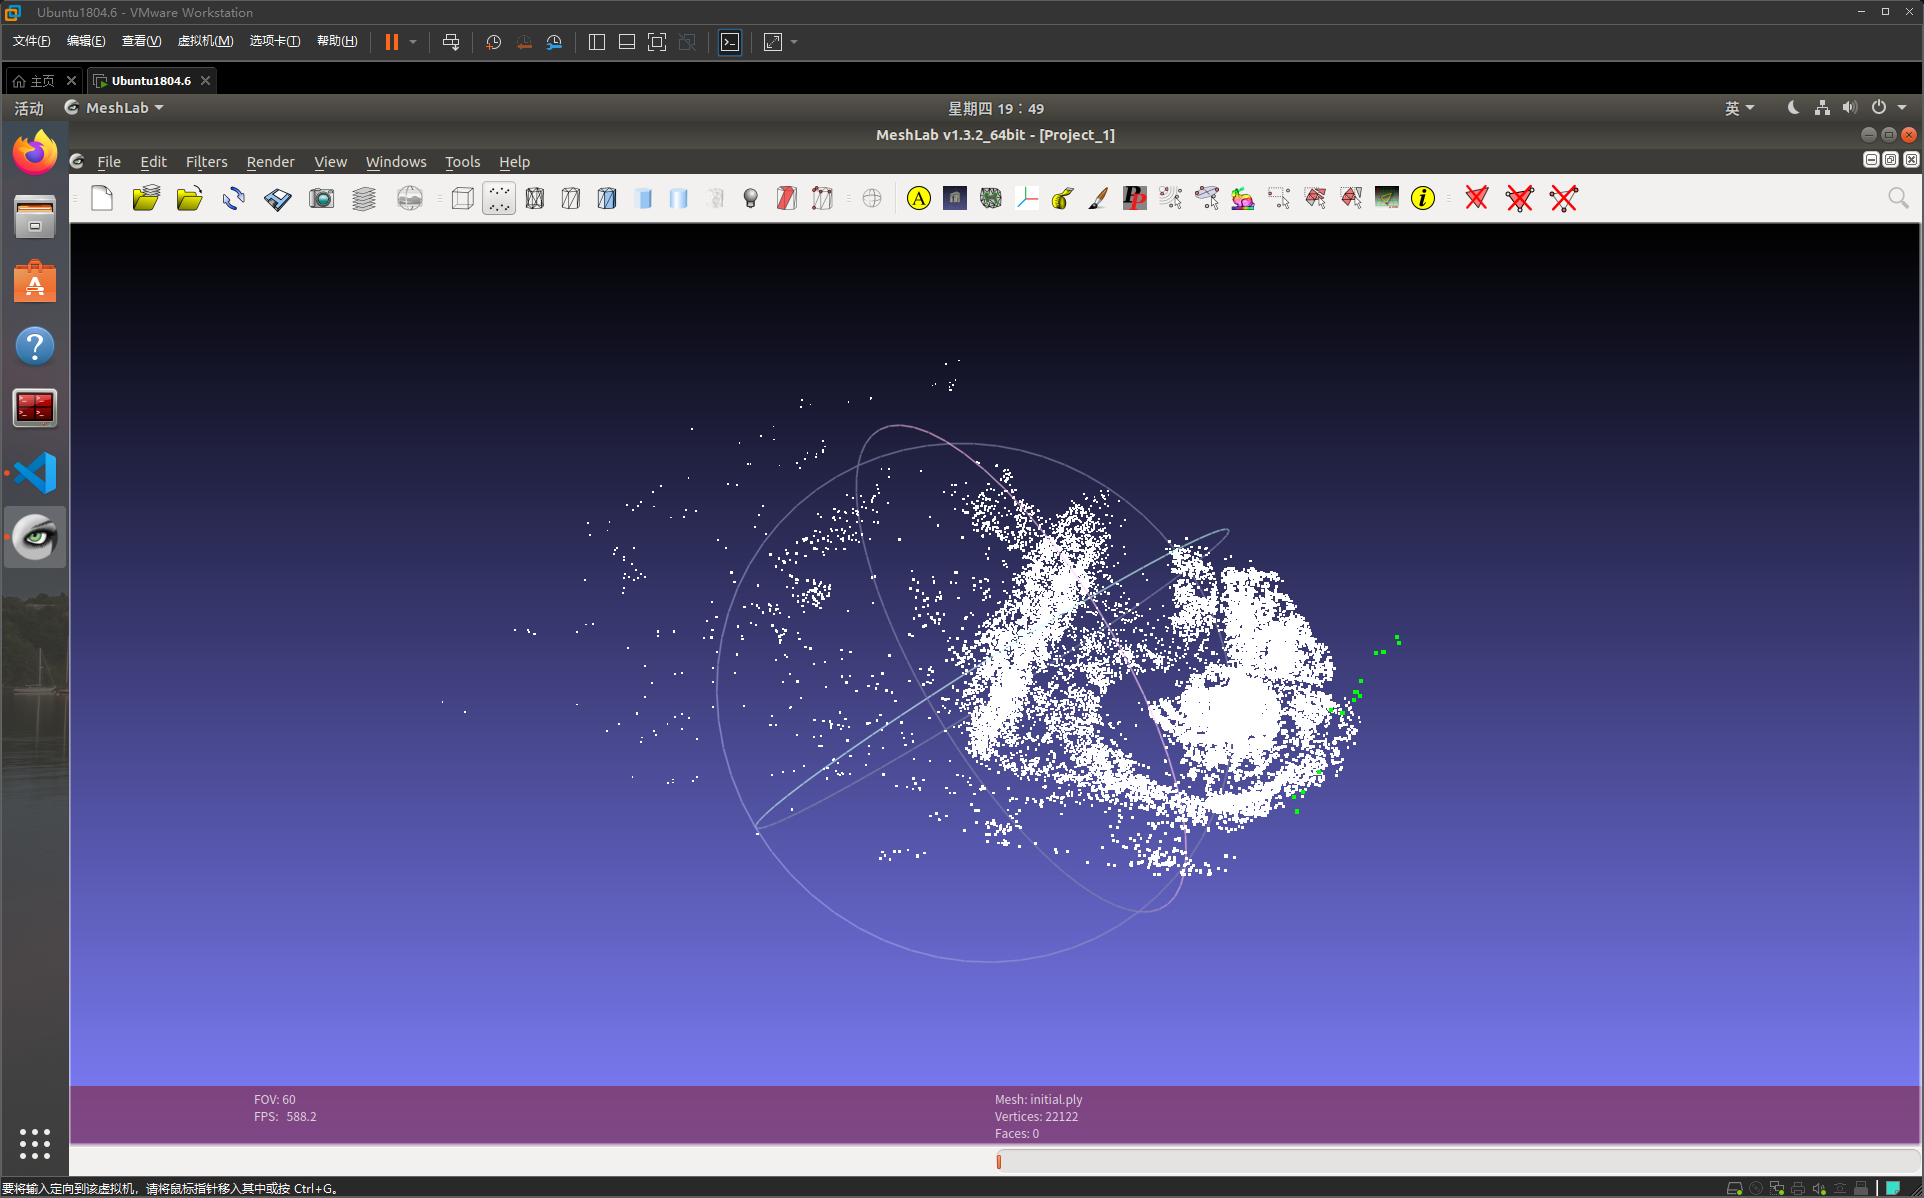 Ubuntu1804.6 - VMware Workstation
文件(F) 编辑(E) 查看(V) 虚拟机(M) 选项卡(T) 帮助(H)
主页 Ubuntu1804.6
活动 MeshLab 星期四 19：49 英
MeshLab v1.3.2_64bit - [Project_1]
File Edit Filters Render View Windows Tools Help
FOV: 60
FPS: 588.2
Mesh: initial.ply
Vertices: 22122
Faces: 0
要将输入定向到该虚拟机，请将鼠标指针移入其中或按 Ctrl+G。